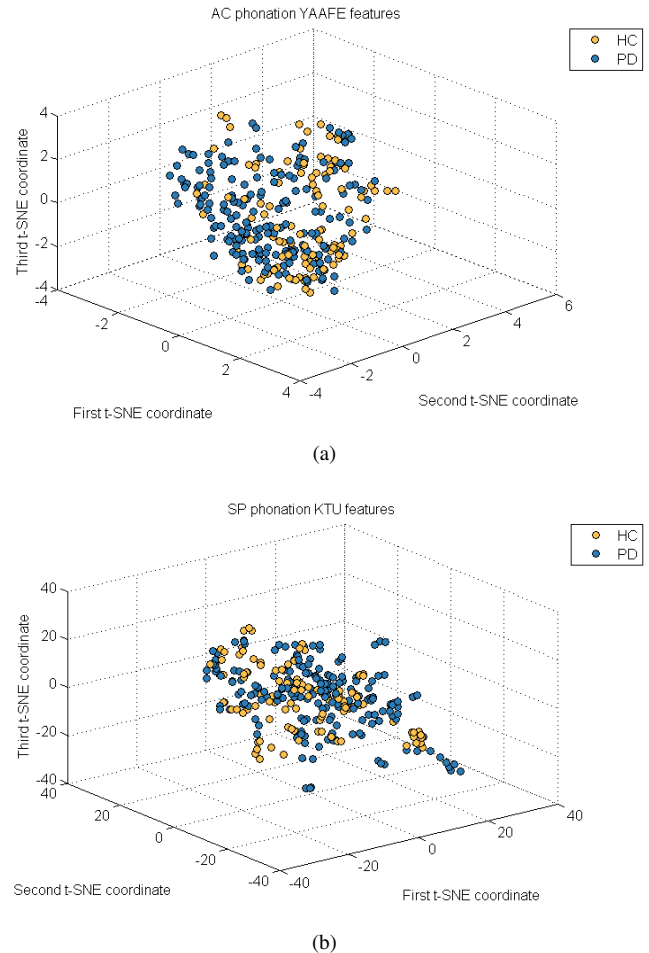 AC phonation YAAFE features
HC
PD
4
2
0
-2
-4
Third t-SNE coordinate
-4
-2
0
2
4
First t-SNE coordinate
-4
-2
0
2
4
6
Second t-SNE coordinate
(a)
SP phonation KTU features
HC
PD
40
20
0
-20
-40
Third t-SNE coordinate
40
20
0
-20
-40
Second t-SNE coordinate
-40
-20
0
20
40
First t-SNE coordinate
(b)